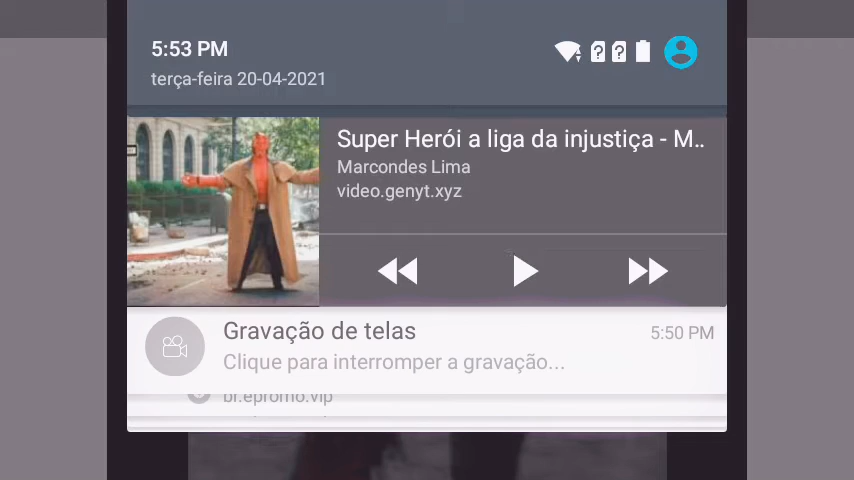 5:53 PM
terça-feira 20-04-2021
Super Herói a liga da injustiça - M..
Marcondes Lima
video.genyt.xyz
Gravação de telas
5:50 PM
Clique para interromper a gravação...
br.epromo.vip